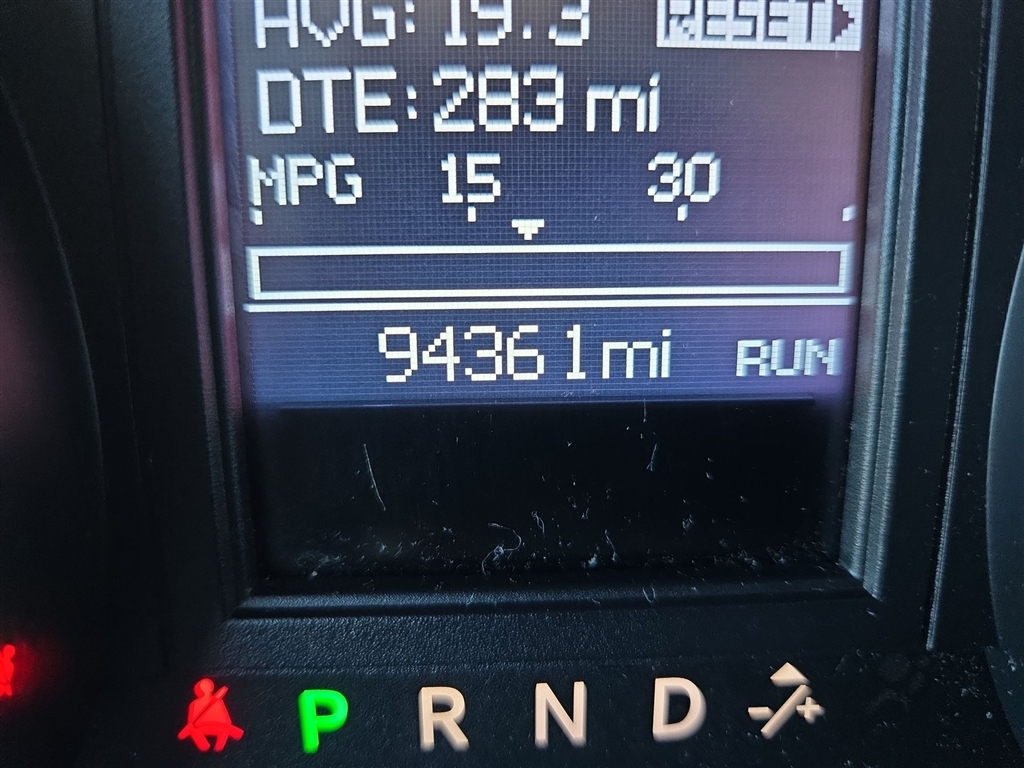 AVG: 19.3 RESET
DTE: 283 mi
MPG 15 30
94361 mi RUN
P R N D - +